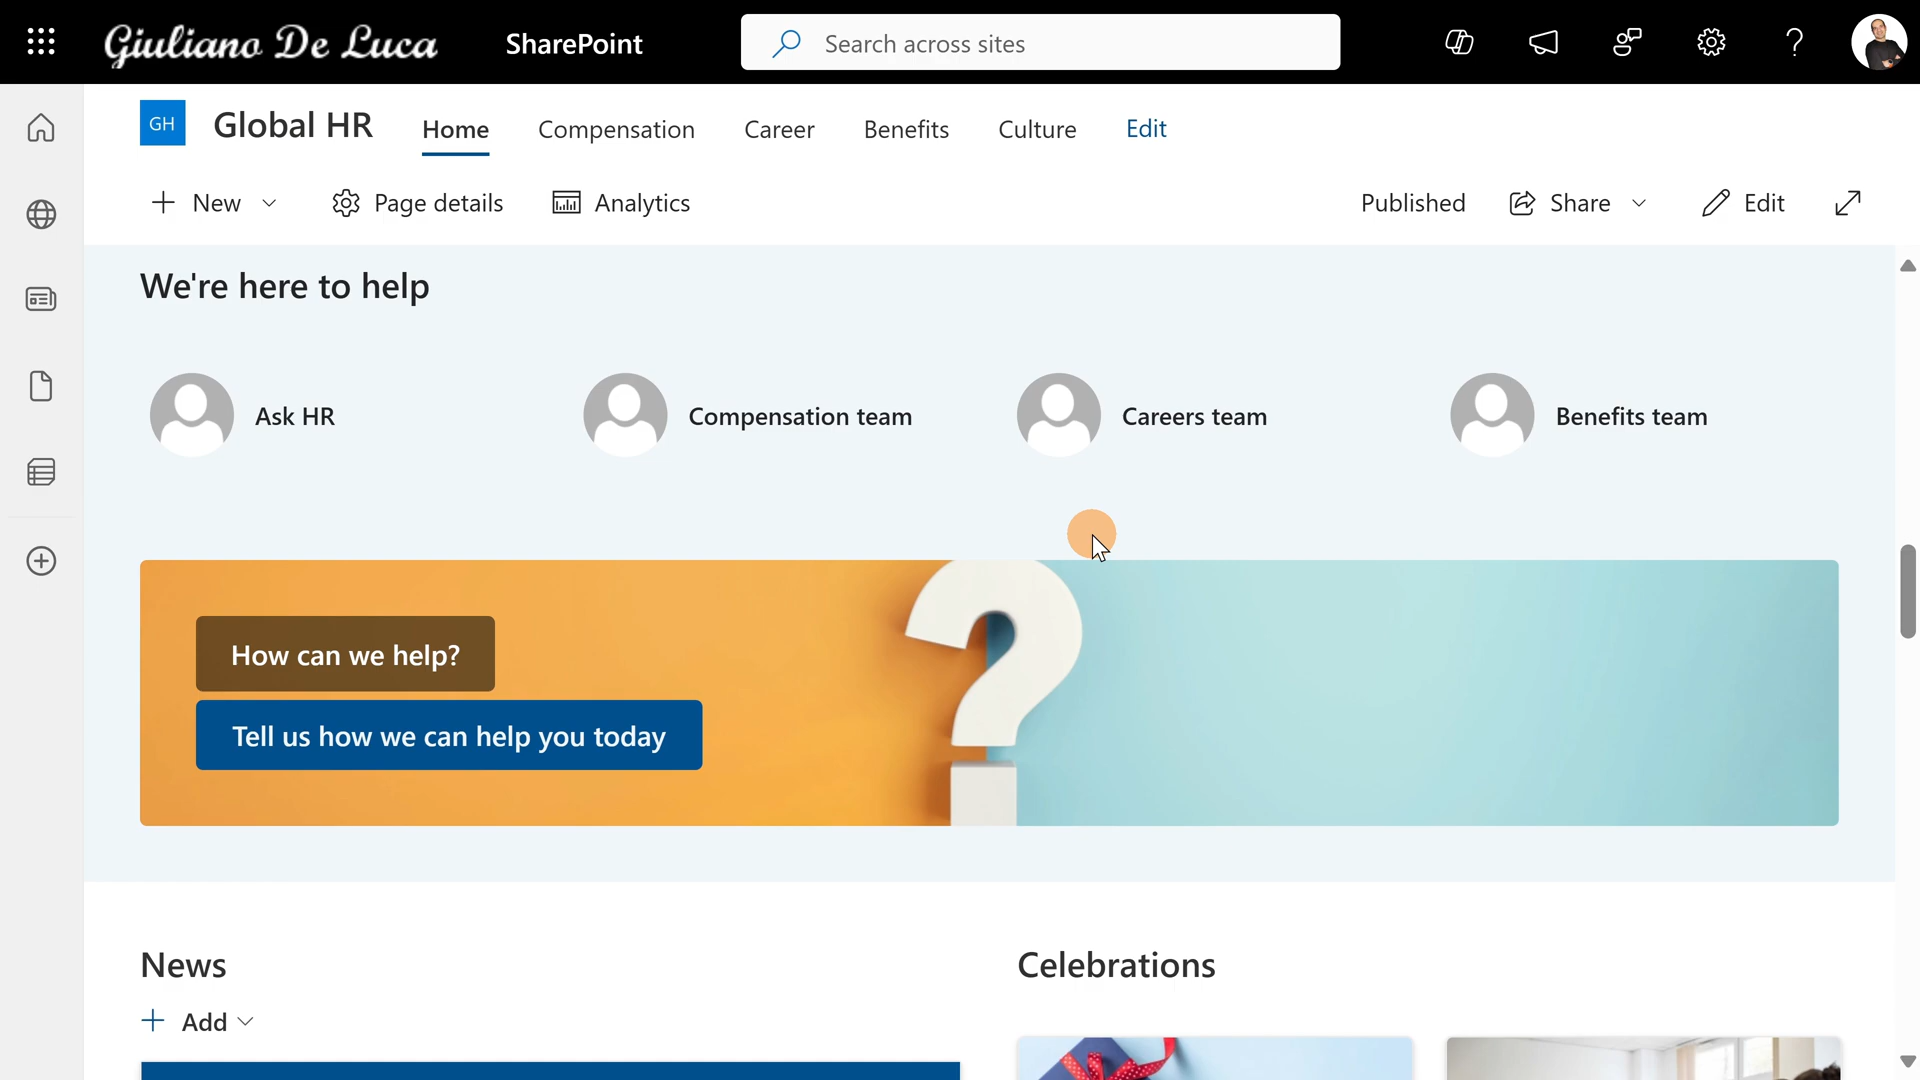 Giuliano De Luca SharePoint Search across sites
GH Global HR Home Compensation Career Benefits Culture Edit
New Page details Analytics Published Share Edit
We're here to help
Ask HR Compensation team Careers team Benefits team
How can we help?
Tell us how we can help you today
News Celebrations
Add